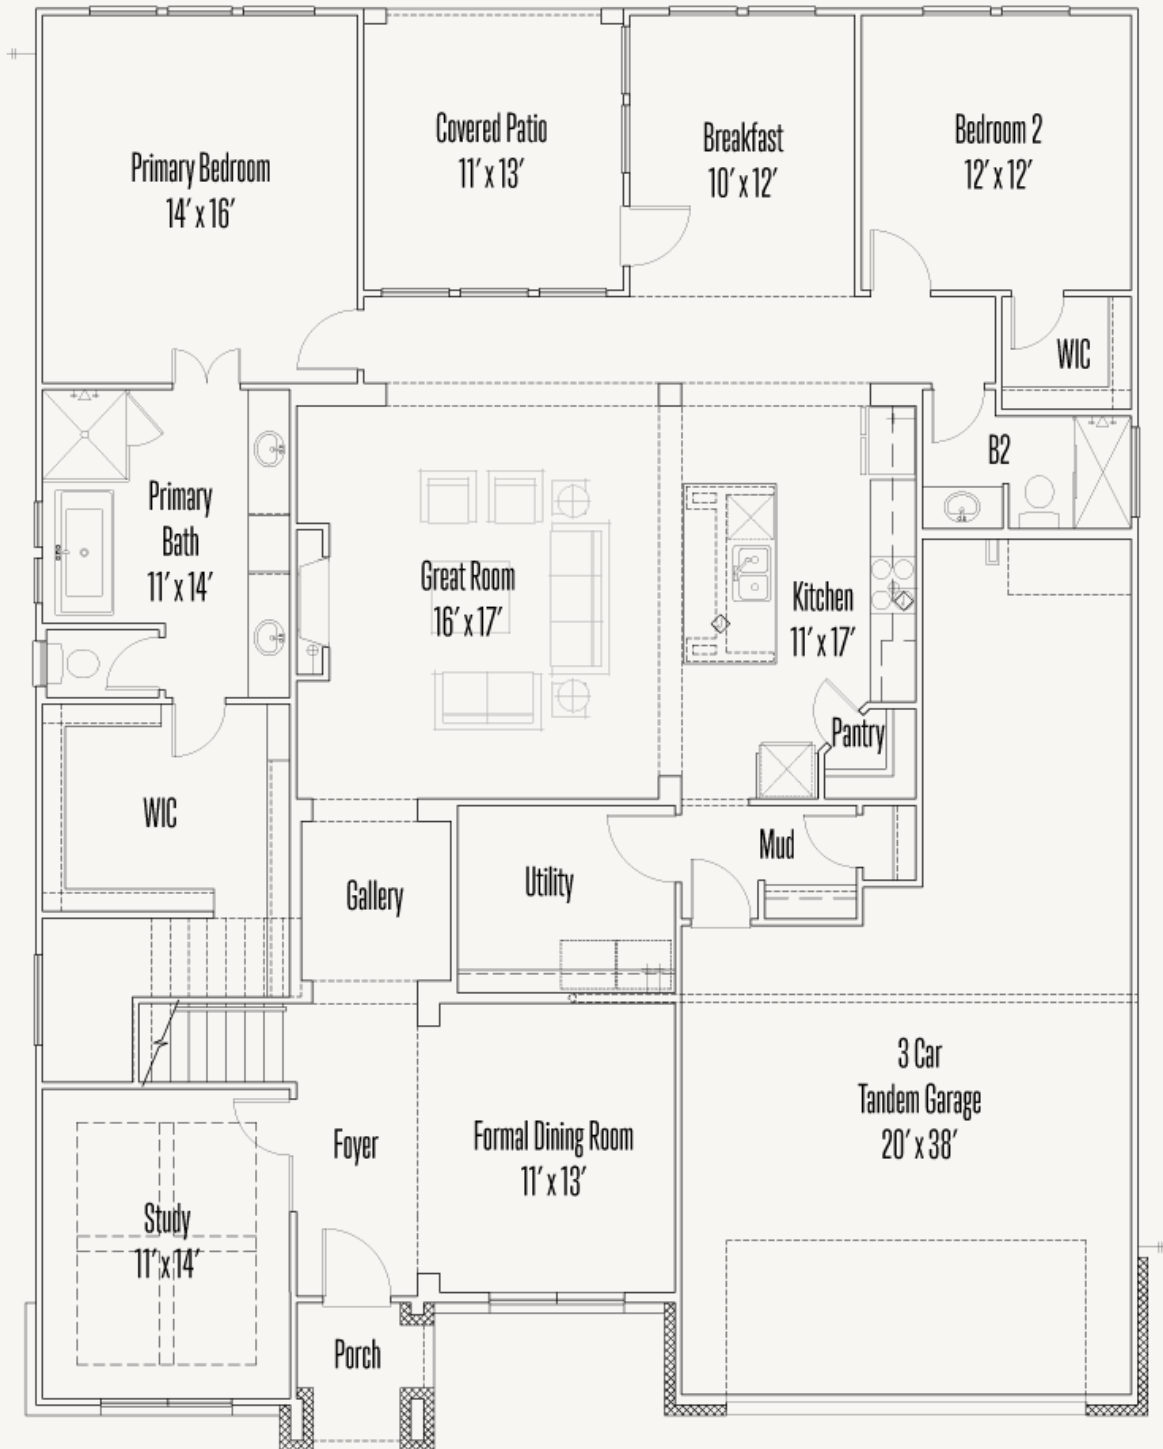 Primary Bedroom
14' x 16'
Covered Patio
11' x 13'
Breakfast
10' x 12'
Bedroom 2
12' x 12'
WIC
B2
Primary
Bath
11' x 14'
Great Room
16' x 17'
Kitchen
11' x 17'
Pantry
WIC
Gallery
Utility
Mud
3 Car
Tandem Garage
20' x 38'
Foyer
Formal Dining Room
11' x 13'
Study
11' x 14'
Porch